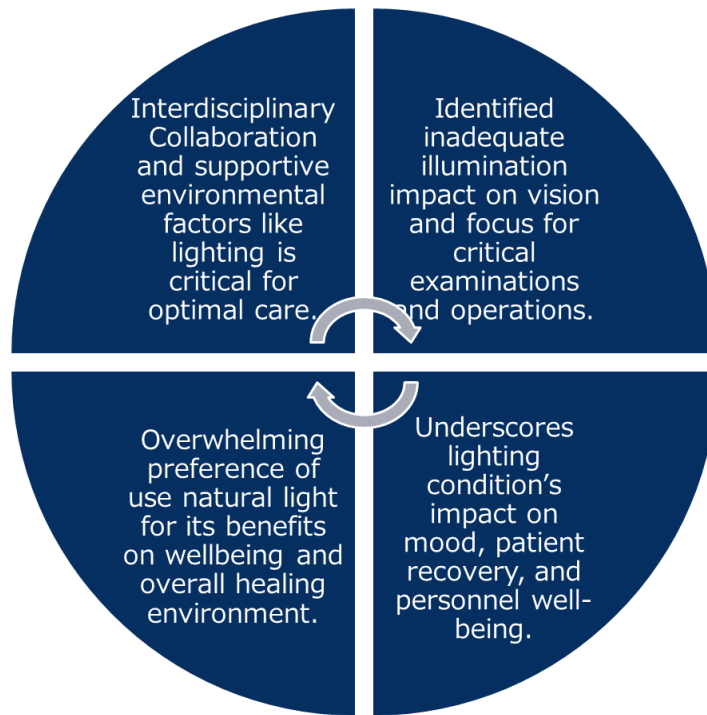 Interdisciplinary
Collaboration
and supportive
environmental
factors like
lighting is
critical for
optimal care.
Identified
inadequate
illumination
impact on vision
and focus for
critical
examinations
and operations.
Overwhelming
preference of
use natural light
for its benefits
on wellbeing and
overall healing
environment.
Underscores
lighting
condition’s
impact on
mood, patient
recovery, and
personnel well-
being.